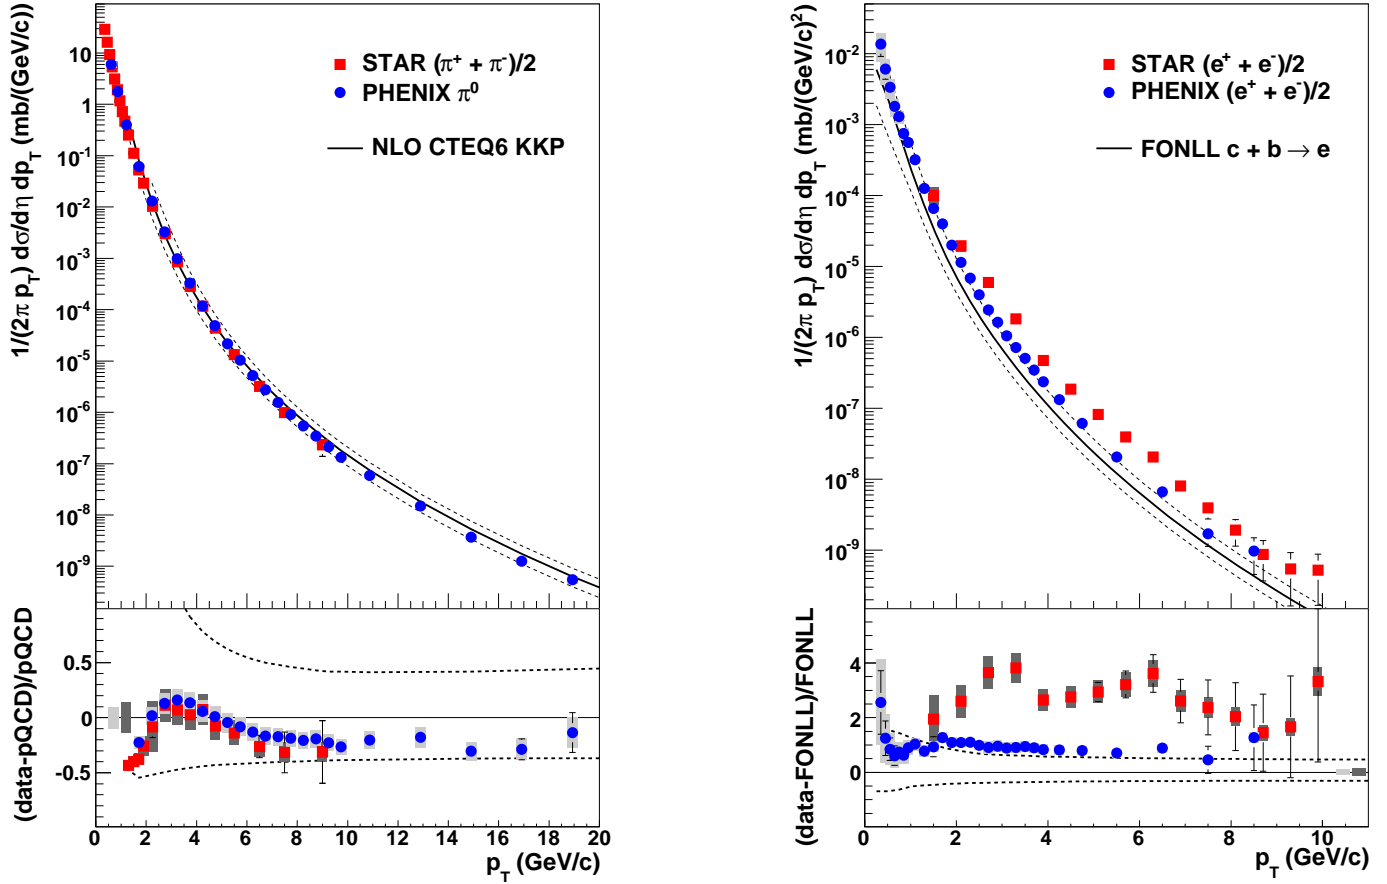 1/(2π p_T) dσ/dη dp_T (mb/(GeV/c))
10
1
10^-1
10^-2
10^-3
10^-4
10^-5
10^-6
10^-7
10^-8
10^-9
STAR (π^+ + π^-)/2
PHENIX π^0
NLO CTEQ6 KKP
(data-pQCD)/pQCD
0.5
0
-0.5
0 2 4 6 8 10 12 14 16 18 20
p_T (GeV/c)
1/(2π p_T) dσ/dη dp_T (mb/(GeV/c)^2)
10^-2
10^-3
10^-4
10^-5
10^-6
10^-7
10^-8
10^-9
STAR (e^+ + e^-)/2
PHENIX (e^+ + e^-)/2
FONLL c + b → e
(data-FONLL)/FONLL
4
2
0
0 2 4 6 8 10
p_T (GeV/c)